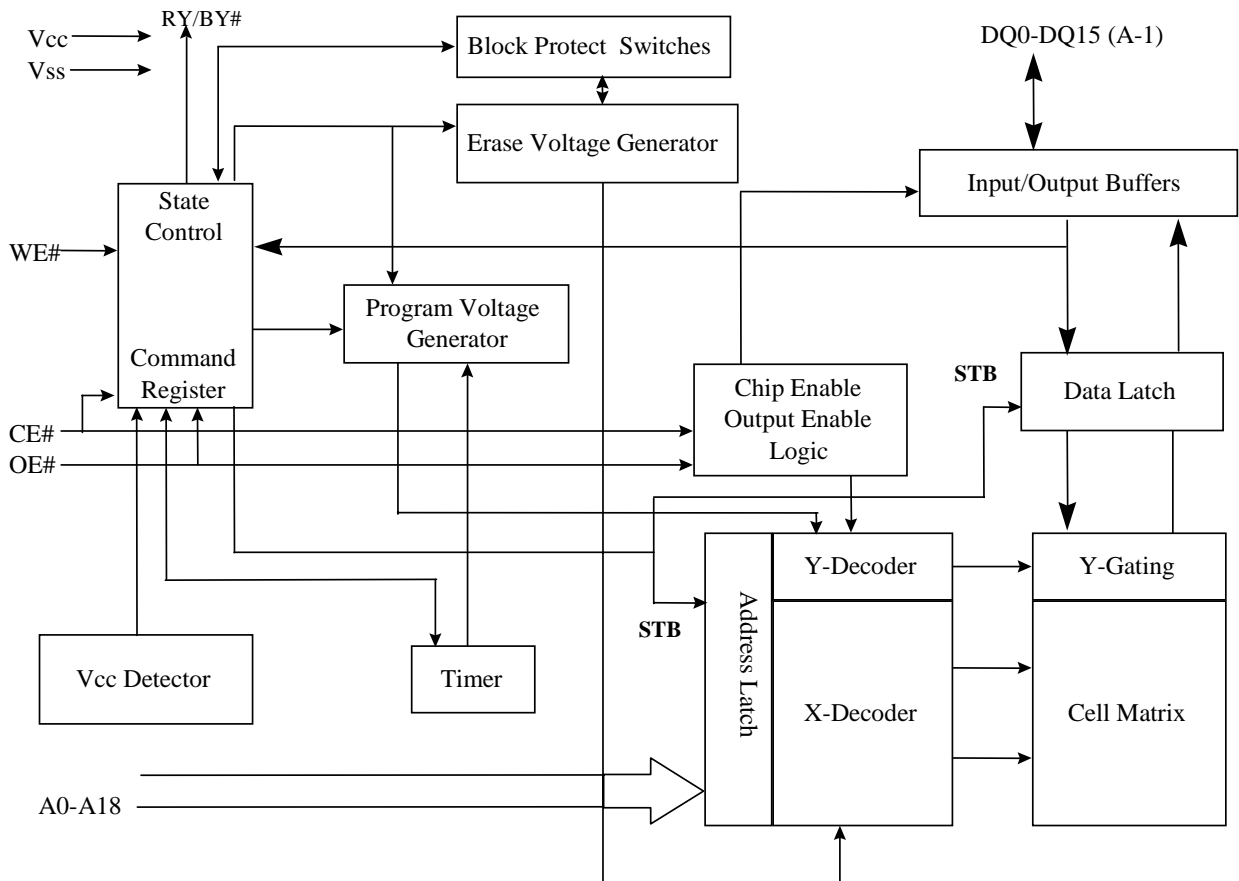 RY/BY#
Vcc
Vss
Block Protect Switches
DQ0-DQ15 (A-1)
Erase Voltage Generator
Input/Output Buffers
State
Control
WE#
Program Voltage
Generator
Command
Register
STB
Chip Enable
Output Enable
Logic
Data Latch
CE#
OE#
Y-Decoder
Y-Gating
STB
Address Latch
Vcc Detector
Timer
X-Decoder
Cell Matrix
A0-A18